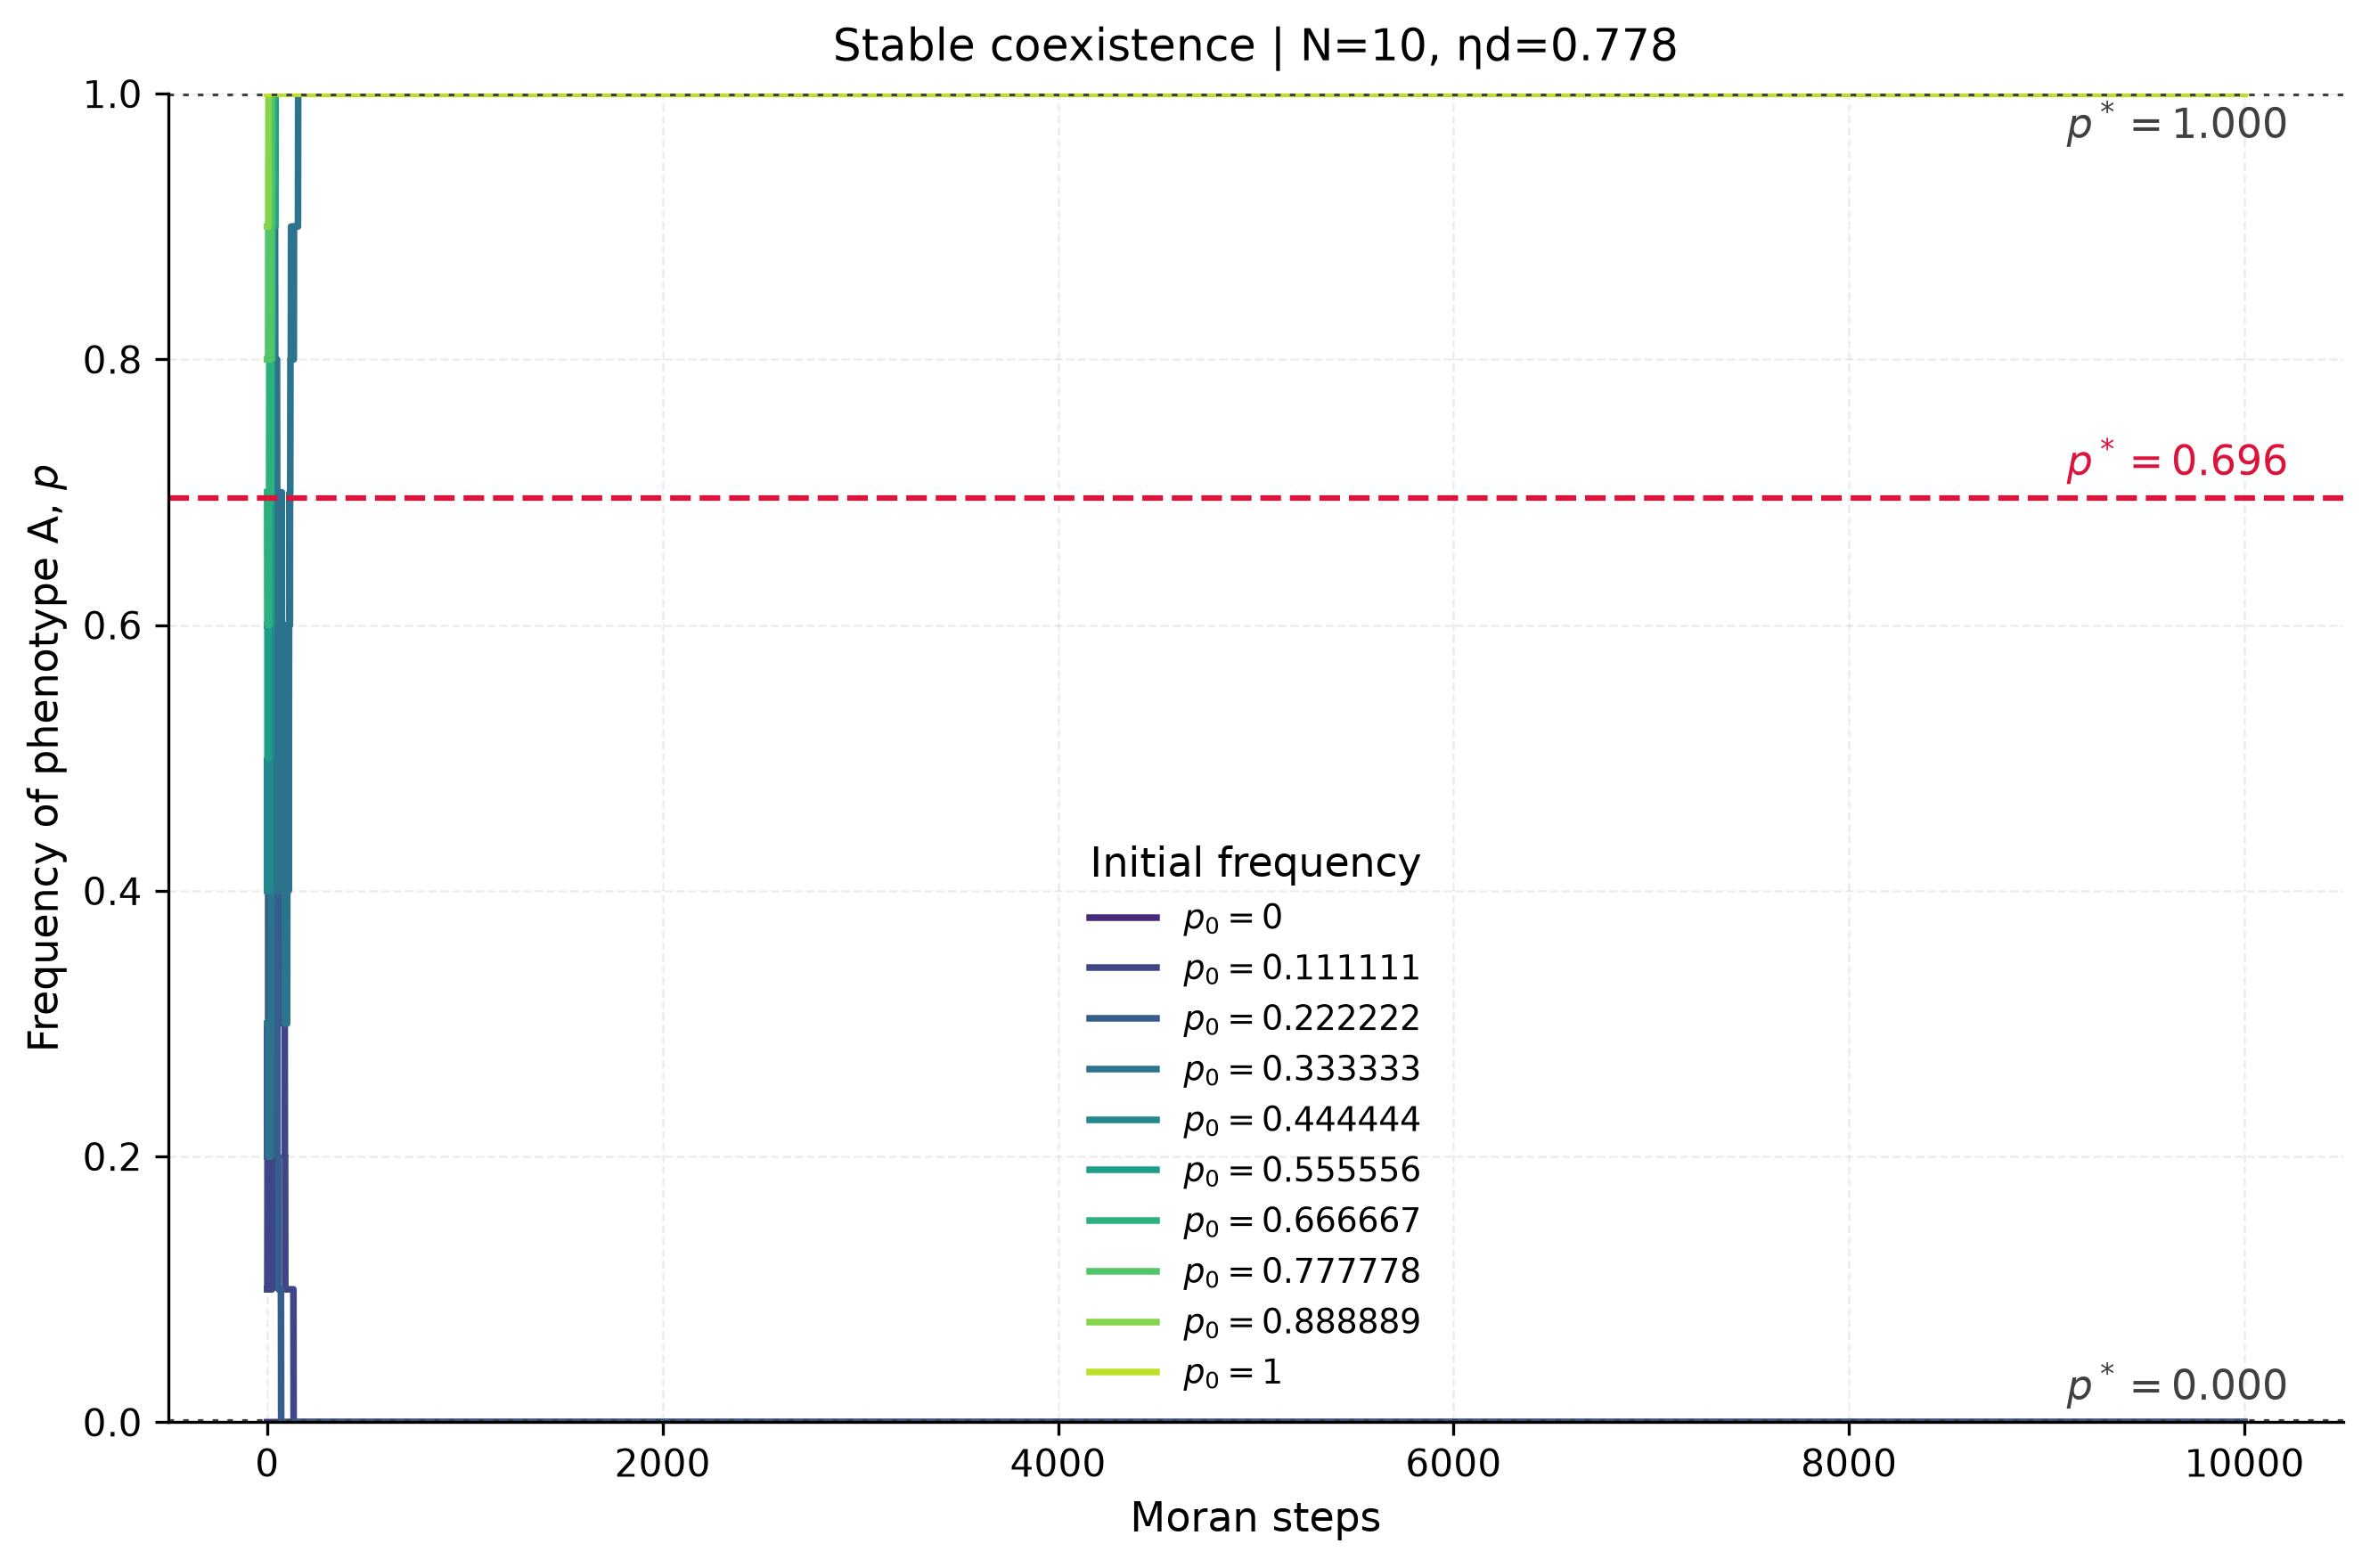 Stable coexistence | N=10, ηd=0.778
Frequency of phenotype A, p
1.0
0.8
0.6
0.4
0.2
0.0
p* = 1.000
p* = 0.696
p* = 0.000
Initial frequency
p₀ = 0
p₀ = 0.111111
p₀ = 0.222222
p₀ = 0.333333
p₀ = 0.444444
p₀ = 0.555556
p₀ = 0.666667
p₀ = 0.777778
p₀ = 0.888889
p₀ = 1
0 2000 4000 6000 8000 10000
Moran steps